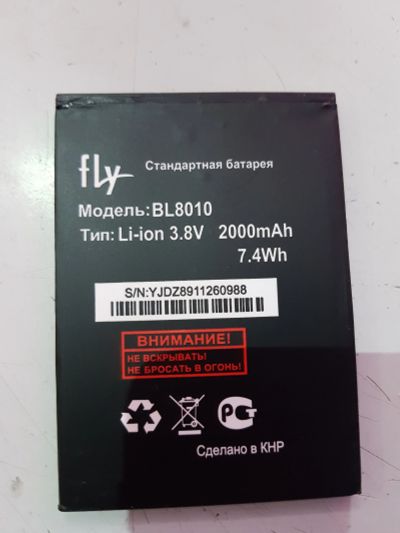 fly Стандартная батарея
Модель: BL8010
Тип: Li-ion 3.8V 2000mAh
7.4Wh
S/N:YJDZ8911260988
ВНИМАНИЕ!
НЕ ВСКРЫВАТЬ!
НЕ БРОСАТЬ В ОГОНЬ!
РСТ
Сделано в КНР